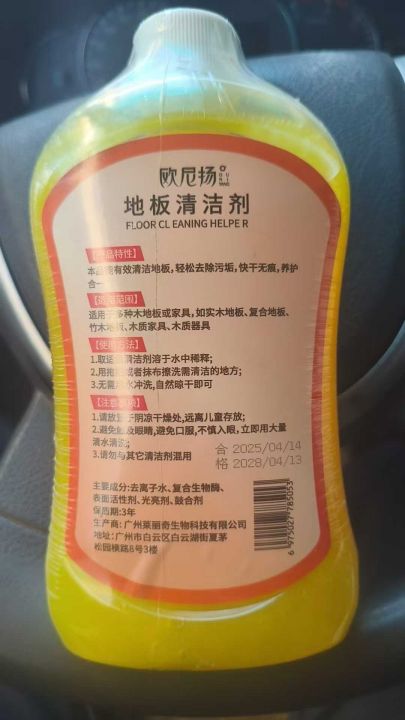 欧尼扬
OU NI YANG
地板清洁剂
FLOOR CLEANING HELPER
【产品特性】
本品能有效清洁地板,轻松去除污垢,快干无痕,养护
合一
【适用范围】
适用于多种木地板或家具,如实木地板、复合地板、
竹木地板、木质家具、木质器具
【使用方法】
1.取适量清洁剂溶于水中稀释;
2.用拖把或者抹布擦洗需清洁的地方;
3.无需过水冲洗,自然晾干即可
【注意事项】
1.请放置于阴凉干燥处,远离儿童存放;
2.避免触及眼睛,避免口服,不慎入眼,立即用大量
清水清洗;
3.请勿与其它清洁剂混用
合 2025/04/14
格 2028/04/13
主要成分:去离子水、复合生物酶、
表面活性剂、光亮剂、鼓合剂
保质期:3年
生产商:广州莱丽奇生物科技有限公司
地址:广州市白云区白云湖街夏茅
松园横路8号3楼
6 975027 785053